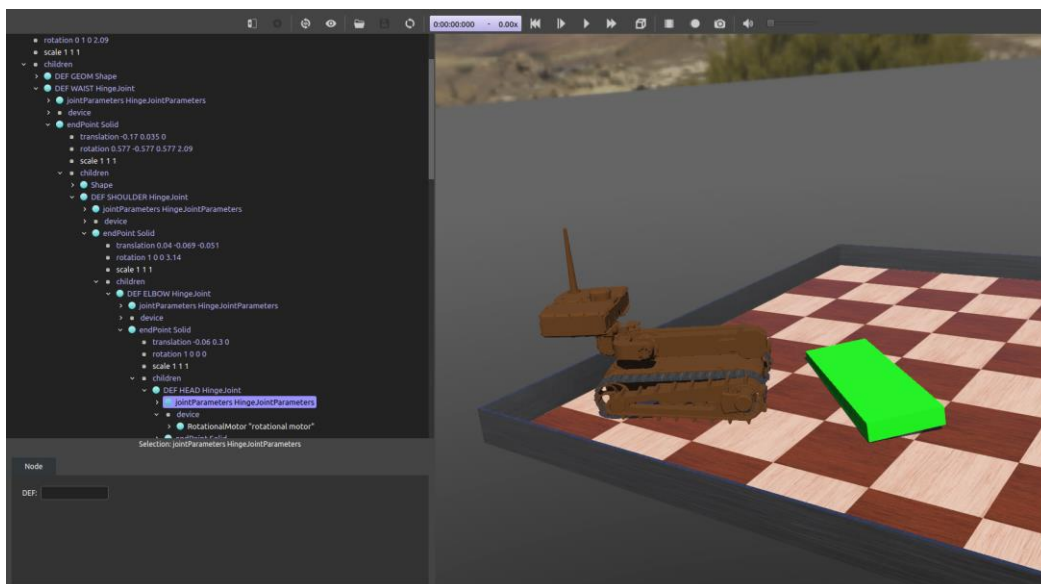 0:00:00:000 - 0.00x
rotation 0 1 0 2.09
scale 1 1 1
children
DEF GEOM Shape
DEF WAIST HingeJoint
jointParameters HingeJointParameters
device
endPoint Solid
translation -0.17 0.035 0
rotation 0.577 -0.577 0.577 2.09
scale 1 1 1
children
Shape
DEF SHOULDER HingeJoint
jointParameters HingeJointParameters
device
endPoint Solid
translation 0.04 -0.069 -0.051
rotation 1 0 0 3.14
scale 1 1 1
children
DEF ELBOW HingeJoint
jointParameters HingeJointParameters
device
endPoint Solid
translation -0.06 0.3 0
rotation 1 0 0 0
scale 1 1 1
children
DEF HEAD HingeJoint
jointParameters HingeJointParameters
device
RotationalMotor "rotational motor"
endPoint Solid
Selection: jointParameters HingeJointParameters
Node
DEF: